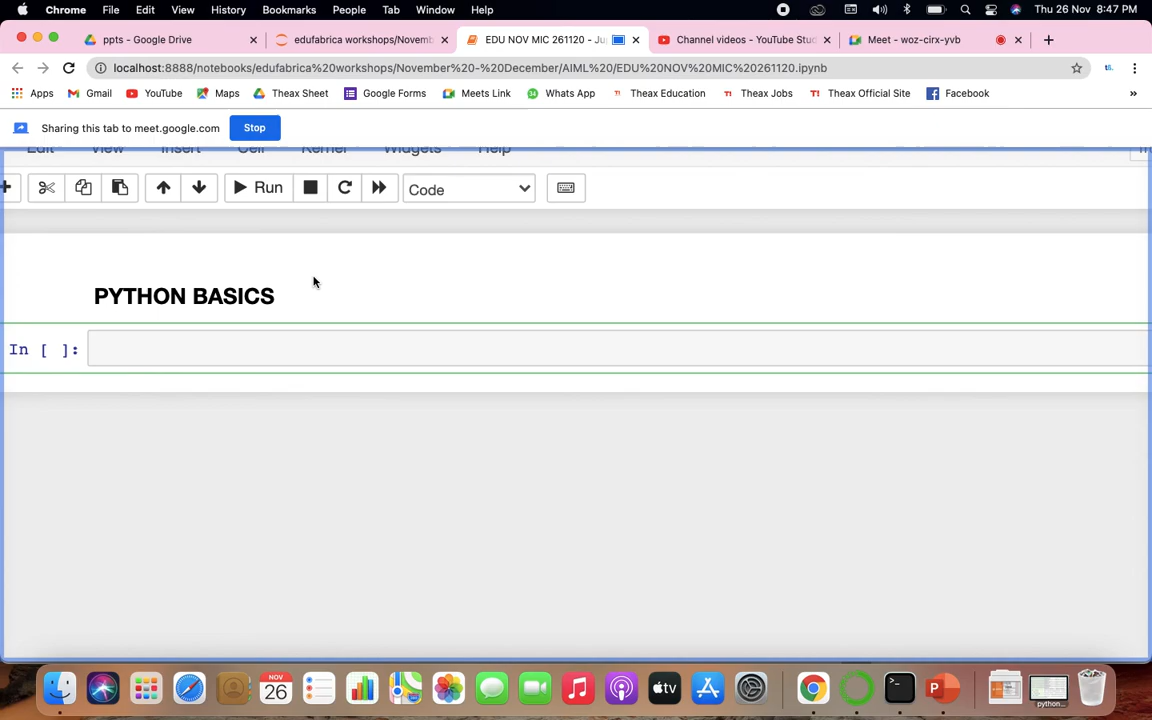 Chrome File Edit View History Bookmarks People Tab Window Help Thu 26 Nov 8:47 PM
ppts - Google Drive edufabrica workshops/Novemb EDU NOV MIC 261120 - Ju Channel videos - YouTube Stud Meet - woz-cirx-yvb
localhost:8888/notebooks/edufabrica%20workshops/November%20-%20December/AIML%20/EDU%20NOV%20MIC%20261120.ipynb
Apps Gmail YouTube Maps Theax Sheet Google Forms Meets Link Whats App Theax Education Theax Jobs Theax Official Site Facebook »
Sharing this tab to meet.google.com Stop
Edit View Insert Cell Kernel Widgets Help
Run Code
PYTHON BASICS
In [ ]:
NOV
26
tv
python...